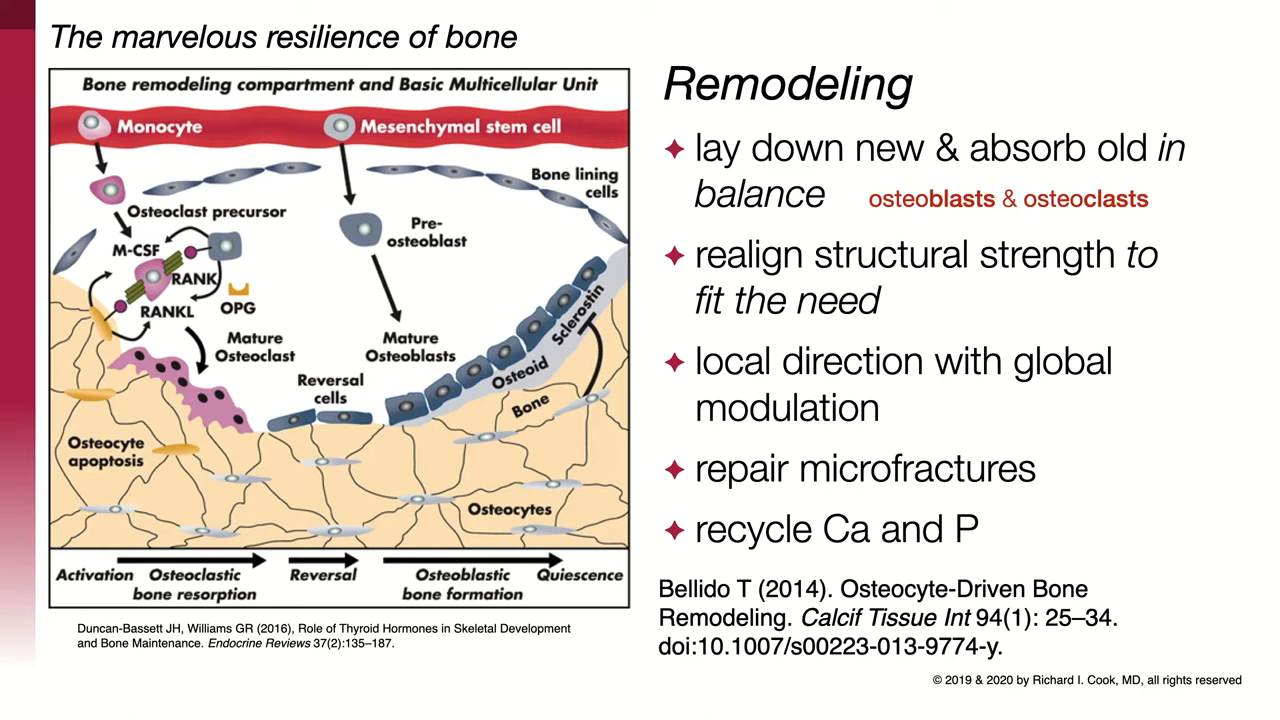 The marvelous resilience of bone
Bone remodeling compartment and Basic Multicellular Unit
Monocyte
Mesenchymal stem cell
Bone lining
cells
Osteoclast precursor
Pre-
osteoblast
M-CSF
RANK
RANKL
OPG
Mature
Osteoclast
Mature
Osteoblasts
Sclerostin
Reversal
cells
Osteoid
Bone
Osteocyte
apoptosis
Osteocytes
Activation
Osteoclastic
bone resorption
Reversal
Osteoblastic
bone formation
Quiescence
Duncan-Bassett JH, Williams GR (2016), Role of Thyroid Hormones in Skeletal Development
and Bone Maintenance. Endocrine Reviews 37(2):135–187.
Remodeling
✦ lay down new & absorb old in
balance osteoblasts & osteoclasts
✦ realign structural strength to
fit the need
✦ local direction with global
modulation
✦ repair microfractures
✦ recycle Ca and P
Bellido T (2014). Osteocyte-Driven Bone
Remodeling. Calcif Tissue Int 94(1): 25–34.
doi:10.1007/s00223-013-9774-y.
© 2019 & 2020 by Richard I. Cook, MD, all rights reserved